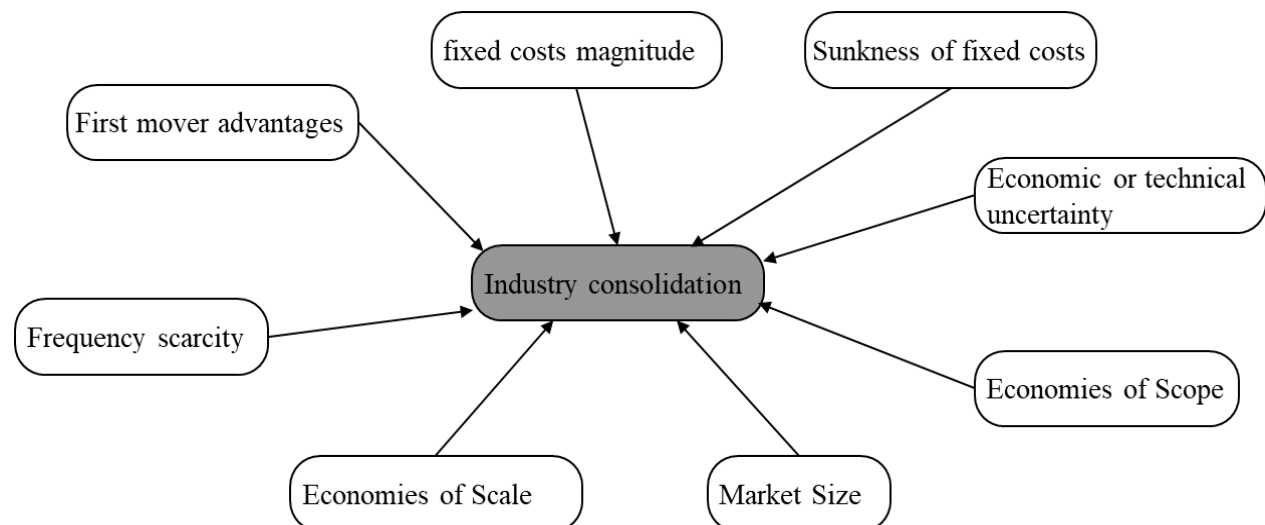 fixed costs magnitude
Sunkness of fixed costs
First mover advantages
Economic or technical
uncertainty
Industry consolidation
Frequency scarcity
Economies of Scope
Economies of Scale
Market Size